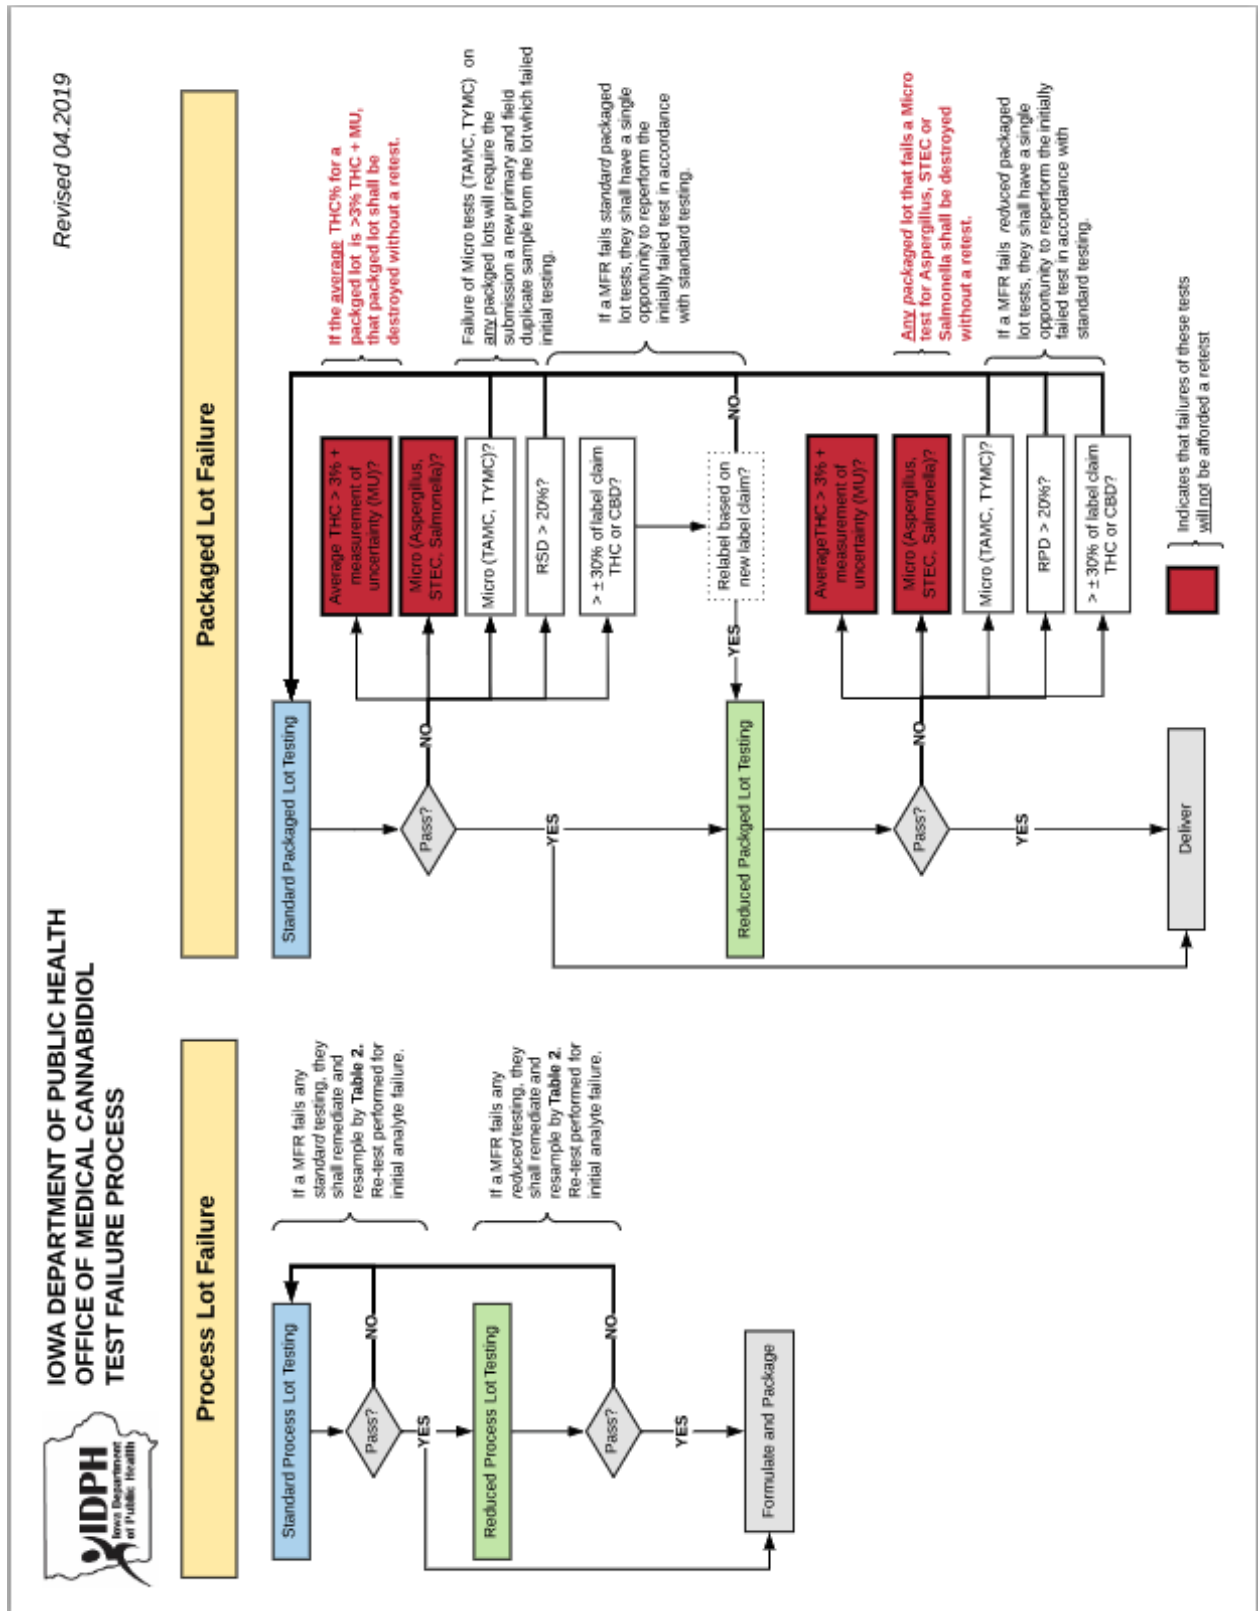 IDPH
Iowa Department
of Public Health
IOWA DEPARTMENT OF PUBLIC HEALTH
OFFICE OF MEDICAL CANNABIDIOL
TEST FAILURE PROCESS
Revised 04.2019
Process Lot Failure
Standard Process Lot Testing
Pass?
NO
YES
If a MFR fails any
standard testing, they
shall remediate and
resample by Table 2.
Re-test performed for
initial analyte failure.
Reduced Process Lot Testing
Pass?
NO
YES
If a MFR fails any
reduced testing, they
shall remediate and
resample by Table 2.
Re-test performed for
initial analyte failure.
Formulate and Package
Packaged Lot Failure
Standard Packaged Lot Testing
Pass?
NO
YES
Average THC > 3% +
measurement of
uncertainty (MU)?
Micro (Aspergillus,
STEC, Salmonella)?
Micro (TAMC, TYMC)?
RSD > 20%?
> ± 30% of label claim
THC or CBD?
If the average THC% for a
packged lot is >3% THC + MU,
that packged lot shall be
destroyed without a retest.
Failure of Micro tests (TAMC, TYMC) on
any packged lots will require the
submission a new primary and field
duplicate sample from the lot which failed
initial testing.
If a MFR fails standard packaged
lot tests, they shall have a single
opportunity to reperform the
initially failed test in accordance
with standard testing.
Relabel based on
new label claim?
NO
YES
Reduced Packged Lot Testing
Pass?
NO
YES
AverageTHC > 3% +
measurement of
uncertainty (MU)?
Micro (Aspergillus,
STEC, Salmonella)?
Micro (TAMC, TYMC)?
RPD > 20%?
> ± 30% of label claim
THC or CBD?
Any packaged lot that fails a Micro
test for Aspergillus, STEC or
Salmonella shall be destroyed
without a retest.
If a MFR fails reduced packaged
lot tests, they shall have a single
opportunity to reperform the initially
failed test in accordance with
standard testing.
Deliver
Indicates that failures of these tests
will not be afforded a retetst